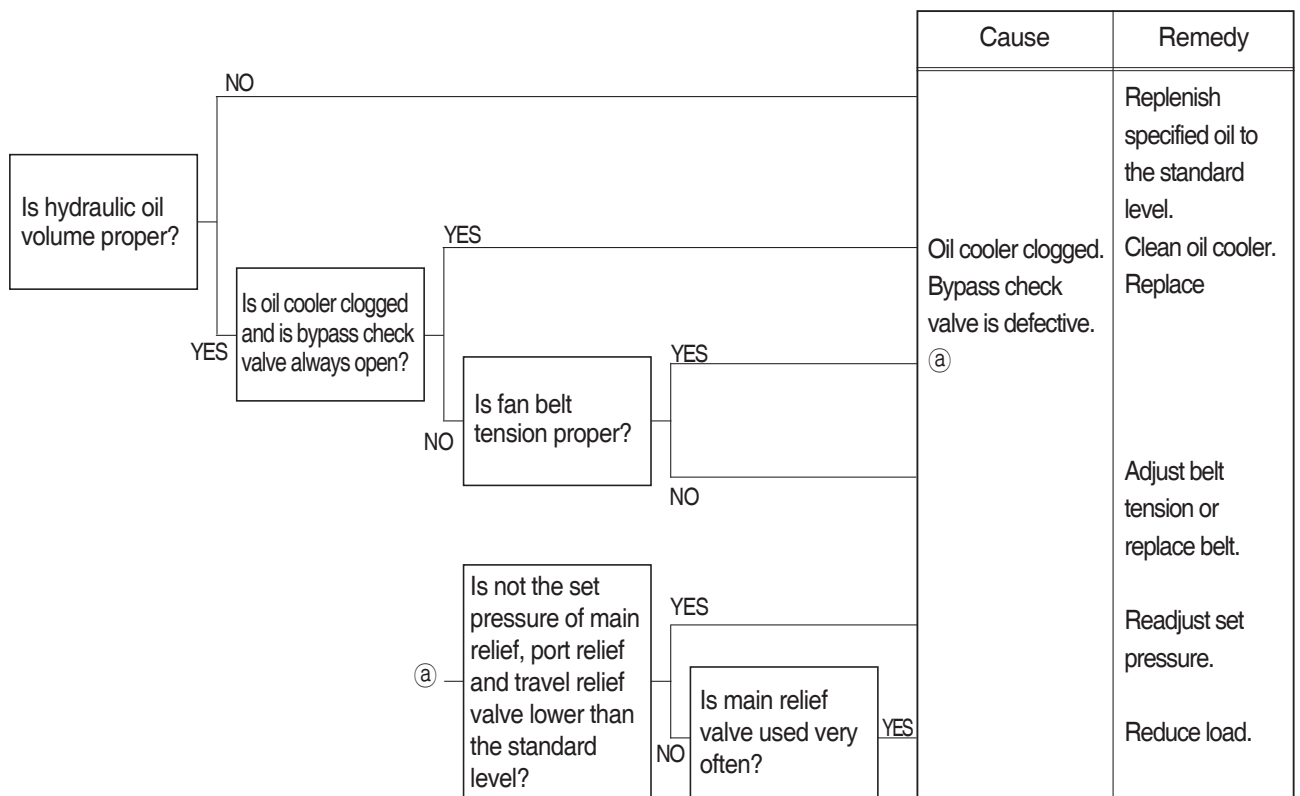 Cause
Remedy
NO
Replenish
specified oil to
the standard
level.
Is hydraulic oil
volume proper?
YES
Oil cooler clogged.
Clean oil cooler.
Bypass check
Replace
valve is defective.
YES
Is oil cooler clogged
and is bypass check
valve always open?
YES
ⓐ
NO
Is fan belt
tension proper?
NO
Adjust belt
tension or
replace belt.
ⓐ
Is not the set
pressure of main
relief, port relief
and travel relief
valve lower than
the standard
level?
YES
Readjust set
pressure.
NO
Is main relief
valve used very
often?
YES
Reduce load.